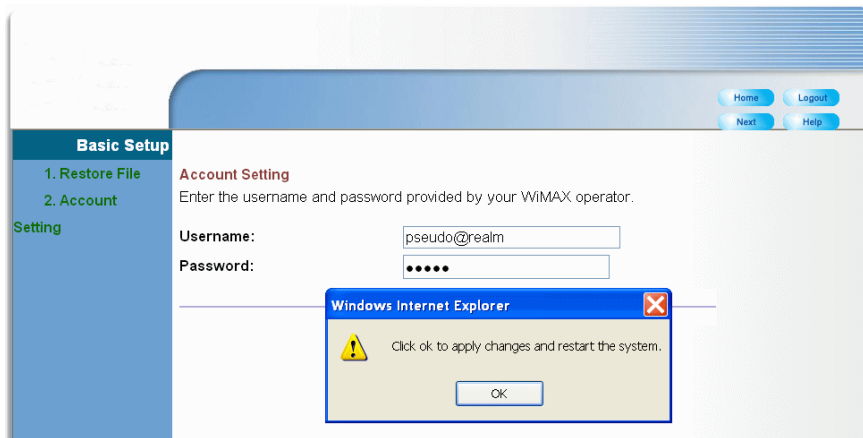 Home
Logout
Next
Help
Basic Setup
1. Restore File
2. Account
Setting
Account Setting
Enter the username and password provided by your WiMAX operator.
Username:
pseudo@realm
Password:
●●●●●
Windows Internet Explorer
Click ok to apply changes and restart the system.
OK